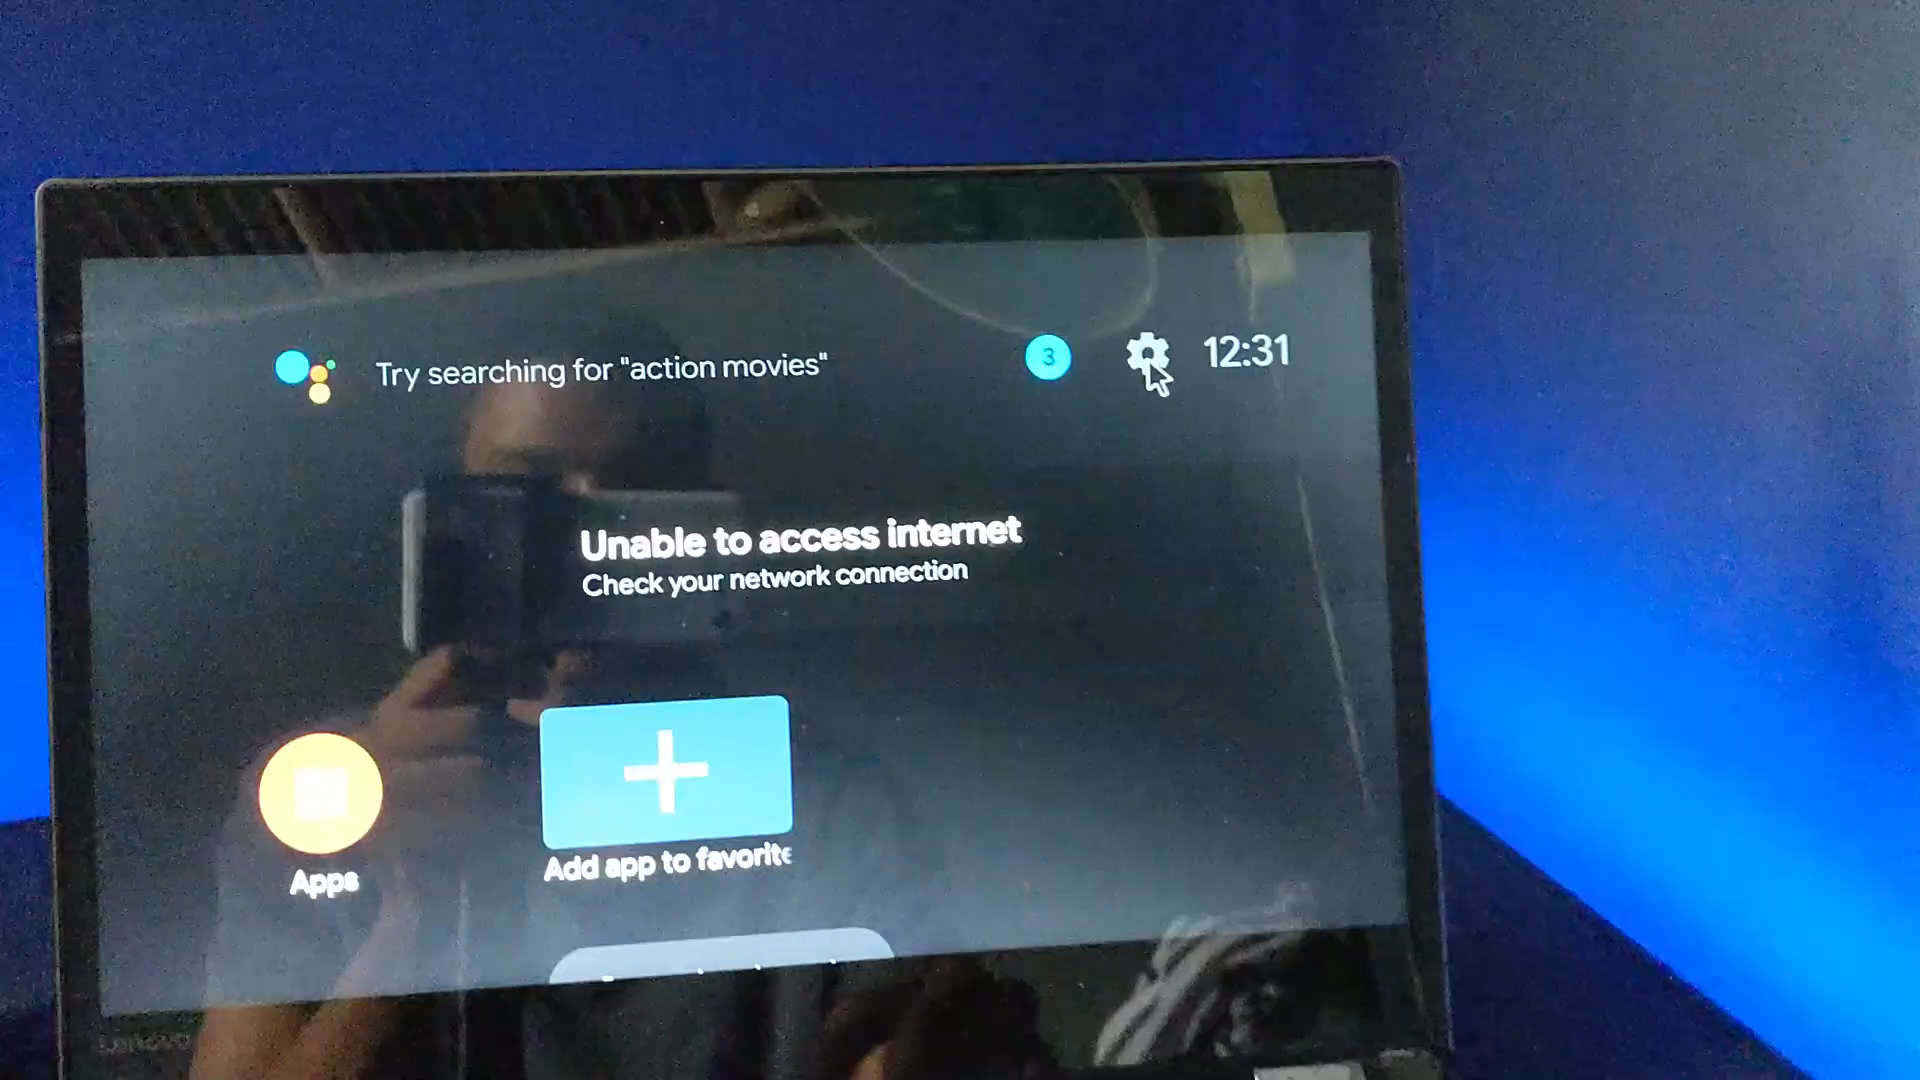 Try searching for "action movies"
3
12:31
Unable to access internet
Check your network connection
Apps
Add app to favorite